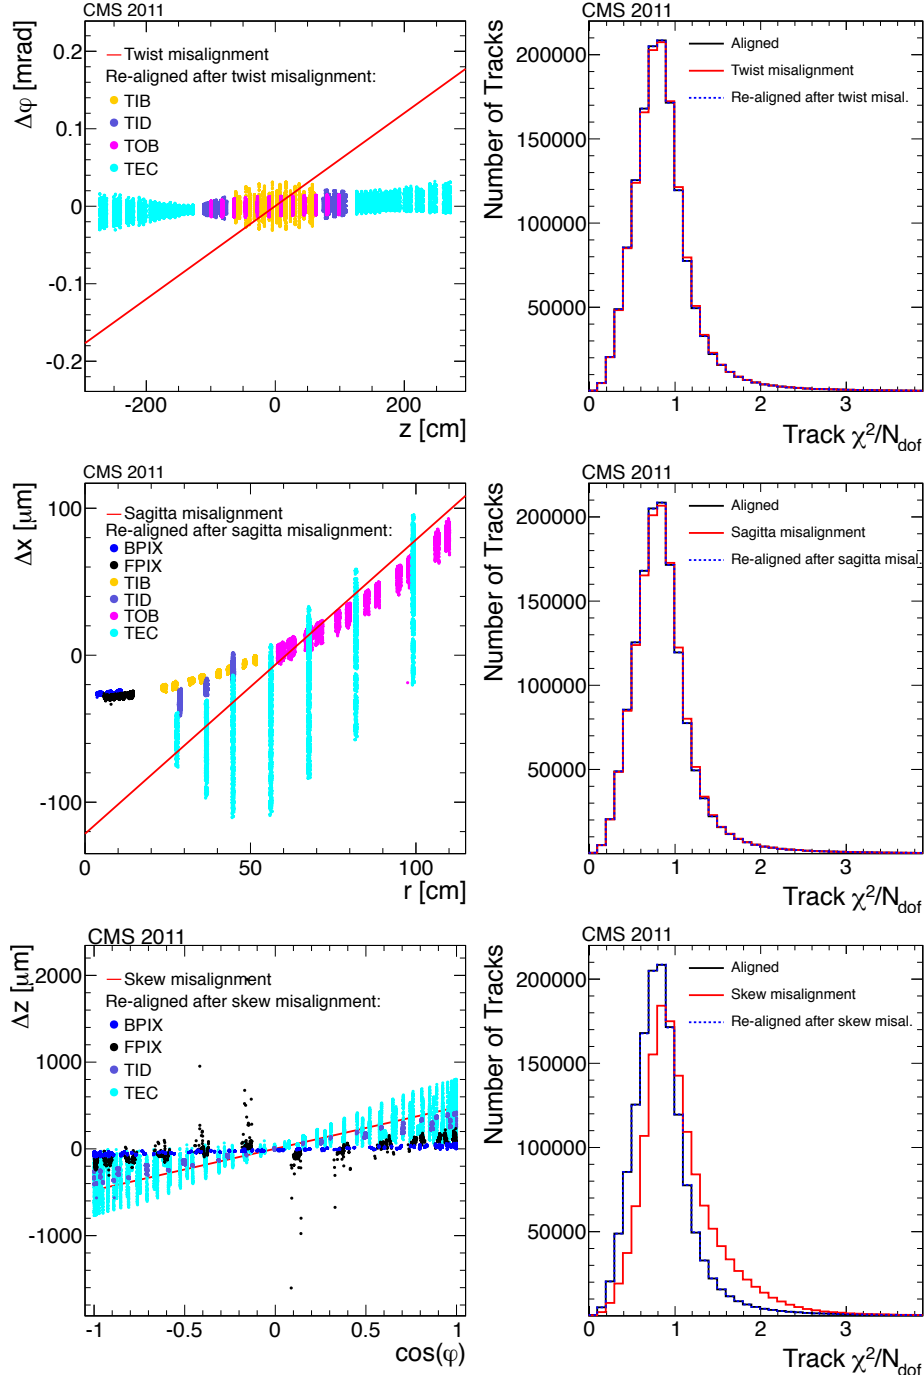 CMS 2011
Δφ [mrad]
Twist misalignment
Re-aligned after twist misalignment:
TIB
TID
TOB
TEC
0.2
0.1
0
-0.1
-0.2
-200
0
200
z [cm]
CMS 2011
Number of Tracks
Aligned
Twist misalignment
Re-aligned after twist misal.
200000
150000
100000
50000
0
1
2
3
Track χ²/N_dof
CMS 2011
Δx [μm]
Sagitta misalignment
Re-aligned after sagitta misalignment:
BPIX
FPIX
TIB
TID
TOB
TEC
100
0
-100
0
50
100
r [cm]
CMS 2011
Number of Tracks
Aligned
Sagitta misalignment
Re-aligned after sagitta misal.
200000
150000
100000
50000
0
1
2
3
Track χ²/N_dof
CMS 2011
Δz [μm]
Skew misalignment
Re-aligned after skew misalignment:
BPIX
FPIX
TID
TEC
2000
1000
0
-1000
-1
-0.5
0
0.5
1
cos(φ)
CMS 2011
Number of Tracks
Aligned
Skew misalignment
Re-aligned after skew misal.
200000
150000
100000
50000
0
1
2
3
Track χ²/N_dof